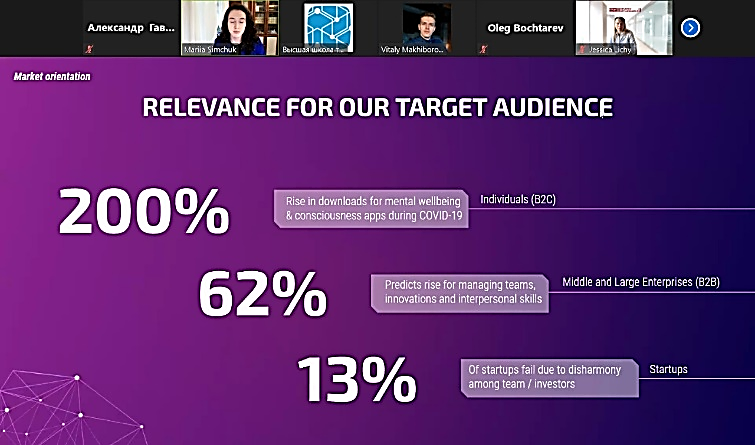 Александр Гав...
Mariia Simchuk
Высшая школа т...
Vitaly Makhiboro...
Oleg Bochtarev
Jessica Lichy
Market orientation
RELEVANCE FOR OUR TARGET AUDIENCE
200%
Rise in downloads for mental wellbeing
& consciousness apps during COVID-19
Individuals (B2C)
62%
Predicts rise for managing teams,
innovations and interpersonal skills
Middle and Large Enterprises (B2B)
13%
Of startups fail due to disharmony
among team / investors
Startups